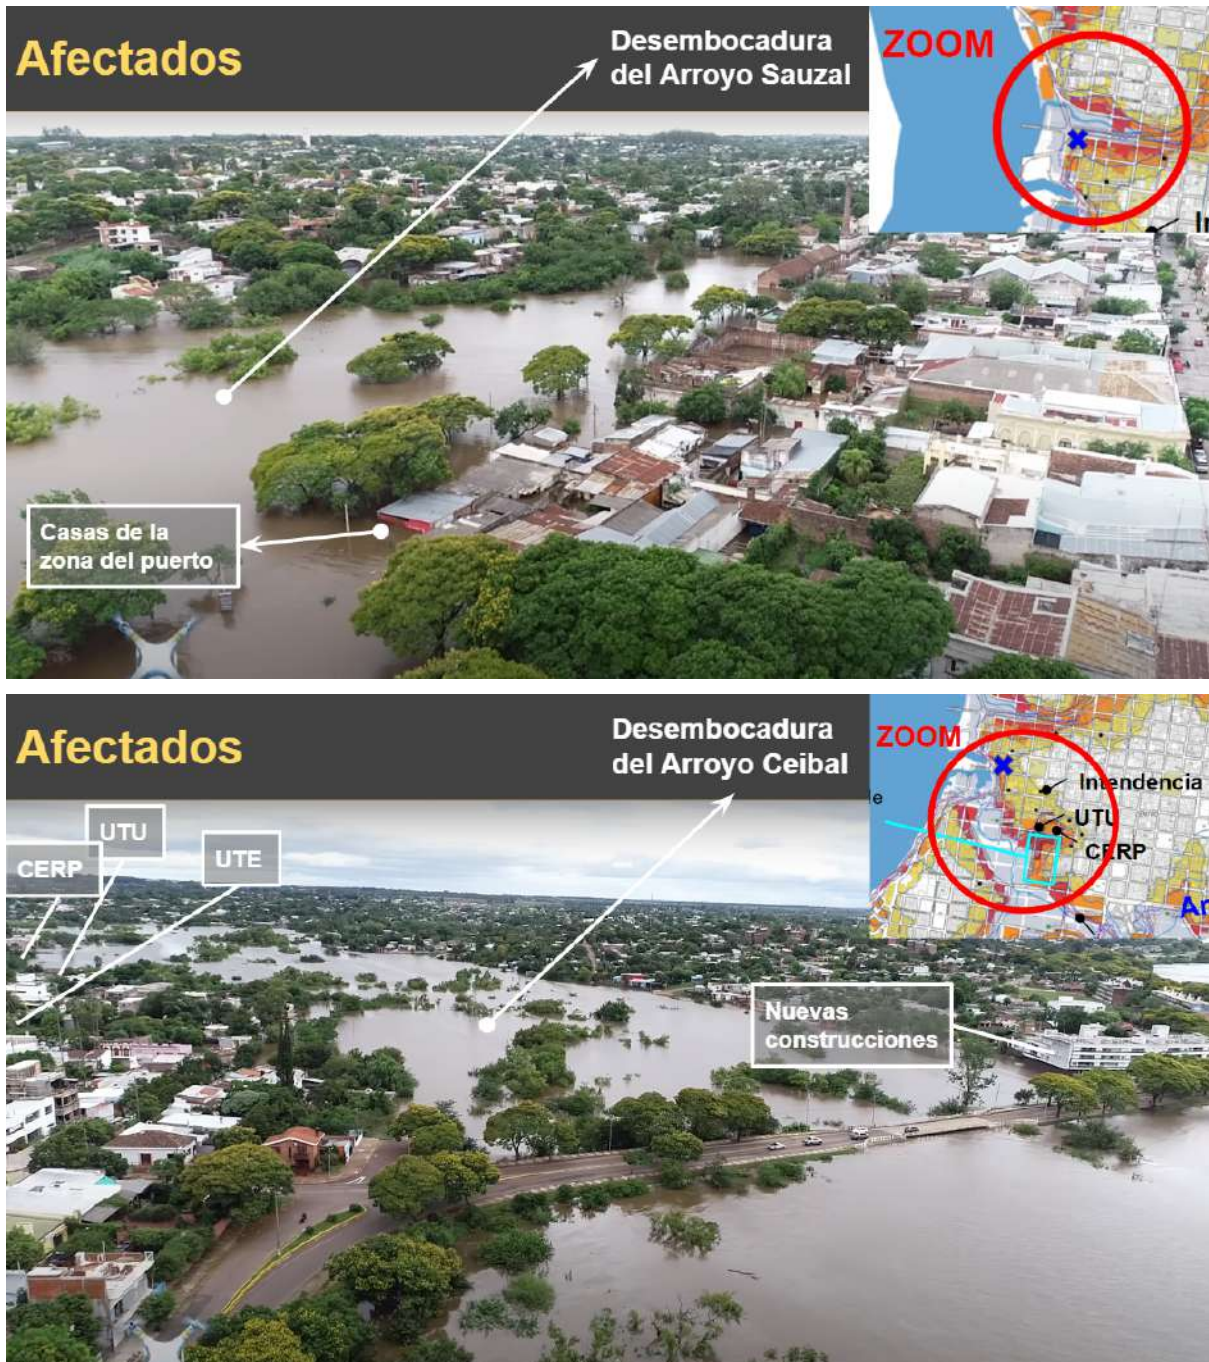 Afectados
Desembocadura
del Arroyo Sauzal
ZOOM
Casas de la
zona del puerto
Afectados
Desembocadura
del Arroyo Ceibal
ZOOM
Intendencia
UTU
CERP
UTU
CERP
UTE
Nuevas
construcciones